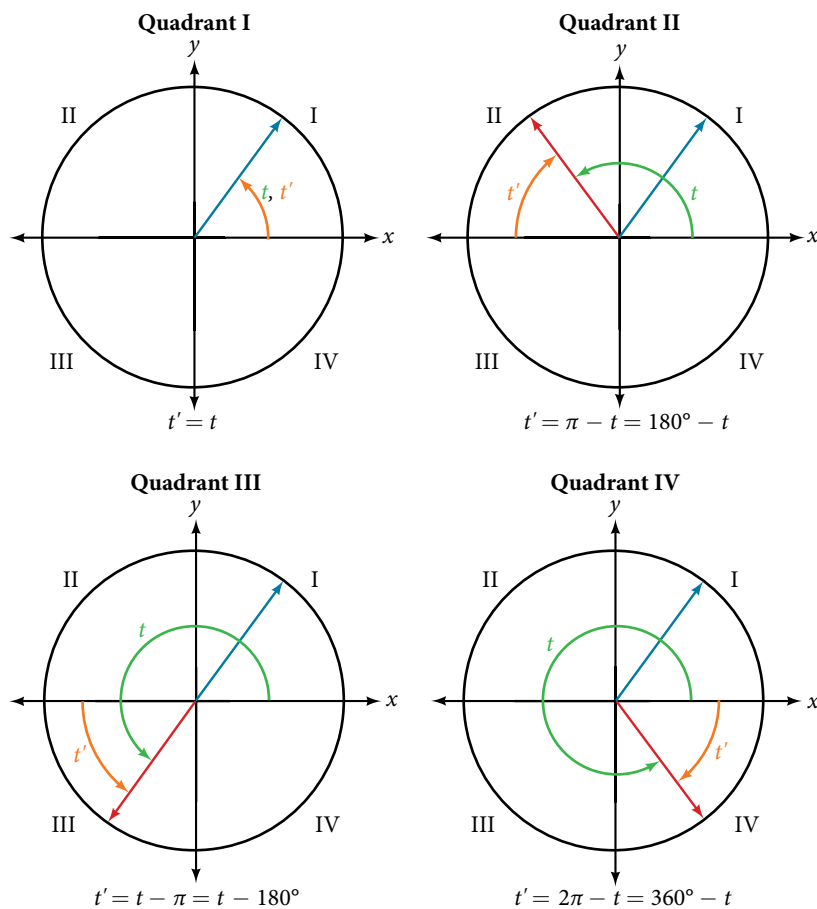 Quadrant I
Quadrant II
y
y
II
I
II
I
t, t'
t'
t
x
x
III
IV
III
IV
t' = t
t' = π − t = 180° − t
Quadrant III
Quadrant IV
y
y
II
I
II
I
t
t
x
x
t'
t'
III
IV
III
IV
t' = t − π = t − 180°
t' = 2π − t = 360° − t